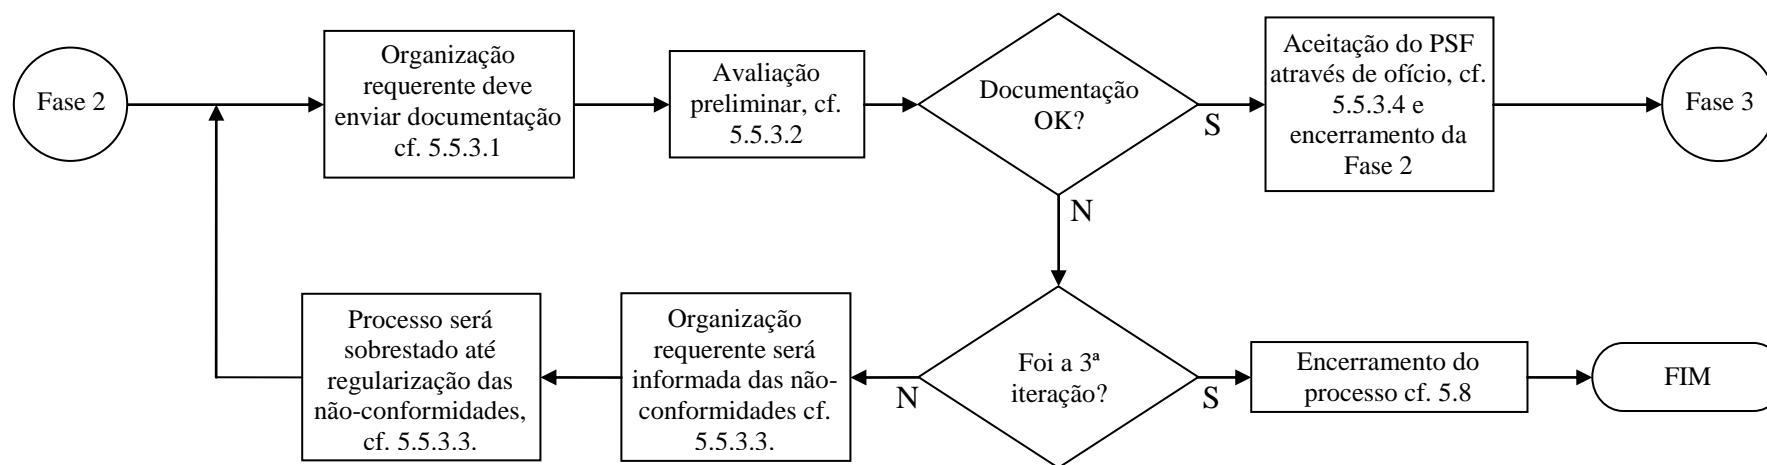 Fase 2
Organização
requerente deve
enviar documentação
cf. 5.5.3.1
Avaliação
preliminar, cf.
5.5.3.2
Documentação
OK?
S
N
Aceitação do PSF
através de ofício, cf.
5.5.3.4 e
encerramento da
Fase 2
Fase 3
Foi a 3ª
iteração?
N
S
Organização
requerente será
informada das não-
conformidades cf.
5.5.3.3.
Processo será
sobrestado até
regularização das
não-conformidades,
cf. 5.5.3.3.
Encerramento do
processo cf. 5.8
FIM